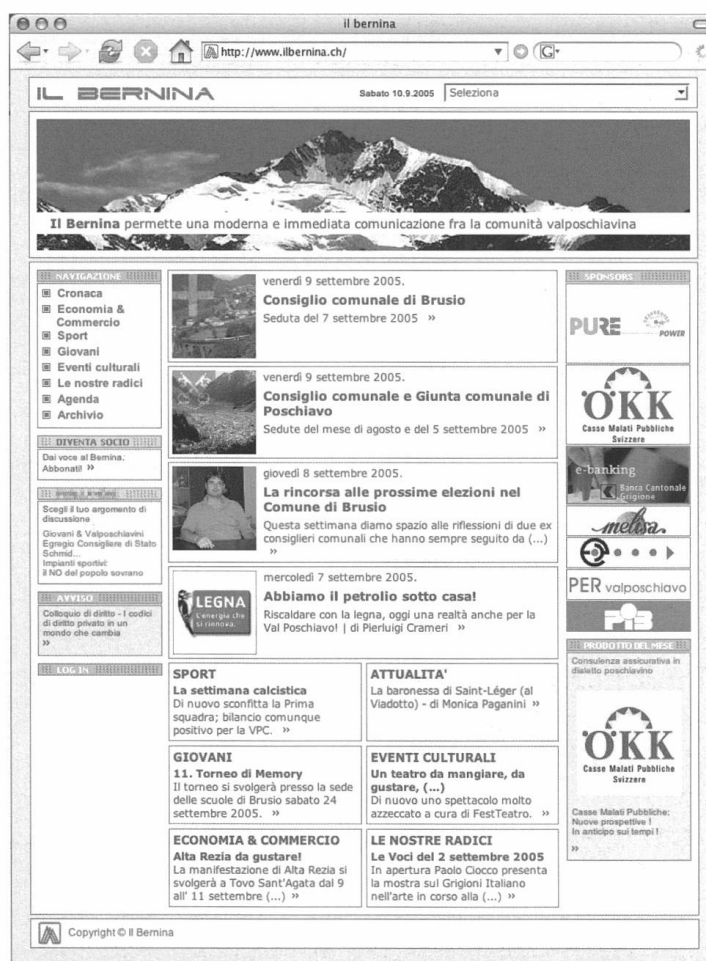 il bernina
http://www.ilbernina.ch/
G
IL BERNINA
Sabato 10.9.2005
Seleziona
Il Bernina permette una moderna e immediata comunicazione fra la comunità valposchiavina
NAVIGAZIONE
Cronaca
Economia &
Commercio
Sport
Giovani
Eventi culturali
Le nostre radici
Agenda
Archivio
DIVENTA SOCIO
Dai voce al Bernina.
Abbonati! »
Scegli il tuo argomento di
discussione
Giovani & Valposchiavini
Egregio Consigliere di Stato
Schmid...
Impianti sportivi:
il NO del popolo sovrano
AVVISO
Colloquio di diritto - I codici
di diritto privato in un
mondo che cambia
»
LOG IN
venerdì 9 settembre 2005.
Consiglio comunale di Brusio
Seduta del 7 settembre 2005 »
venerdì 9 settembre 2005.
Consiglio comunale e Giunta comunale di
Poschiavo
Sedute del mese di agosto e del 5 settembre 2005 »
giovedì 8 settembre 2005.
La rincorsa alle prossime elezioni nel
Comune di Brusio
Questa settimana diamo spazio alle riflessioni di due ex
consiglieri comunali che hanno sempre seguito da (...)
»
LEGNA
L'energia che
si rinnova.
mercoledì 7 settembre 2005.
Abbiamo il petrolio sotto casa!
Riscaldare con la legna, oggi una realtà anche per la
Val Poschiavo! | di Pierluigi Crameri »
SPORT
La settimana calcistica
Di nuovo sconfitta la Prima
squadra; bilancio comunque
positivo per la VPC. »
ATTUALITA'
La baronessa di Saint-Léger (al
Viadotto) - di Monica Paganini »
GIOVANI
11. Torneo di Memory
Il torneo si svolgerà presso la sede
delle scuole di Brusio sabato 24
settembre 2005. »
EVENTI CULTURALI
Un teatro da mangiare, da
gustare, (...)
Di nuovo uno spettacolo molto
azzeccato a cura di FestTeatro. »
ECONOMIA & COMMERCIO
Alta Rezia da gustare!
La manifestazione di Alta Rezia si
svolgerà a Tovo Sant'Agata dal 9
all' 11 settembre (...) »
LE NOSTRE RADICI
Le Voci del 2 settembre 2005
In apertura Paolo Ciocco presenta
la mostra sul Grigioni Italiano
nell'arte in corso alla (...) »
SPONSORS
PURE
POWER
ÖKK
Casse Malati Pubbliche
Svizzere
e-banking
Banca Cantonale
Grigione
melisa
PER valposchiavo
PiB
PRODOTTO DEL MESE
Consulenza assicurativa in
dialetto poschiavino
ÖKK
Casse Malati Pubbliche
Svizzere
Casse Malati Pubbliche:
Nuove prospettive !
In anticipo sui tempi !
»
Copyright © Il Bernina